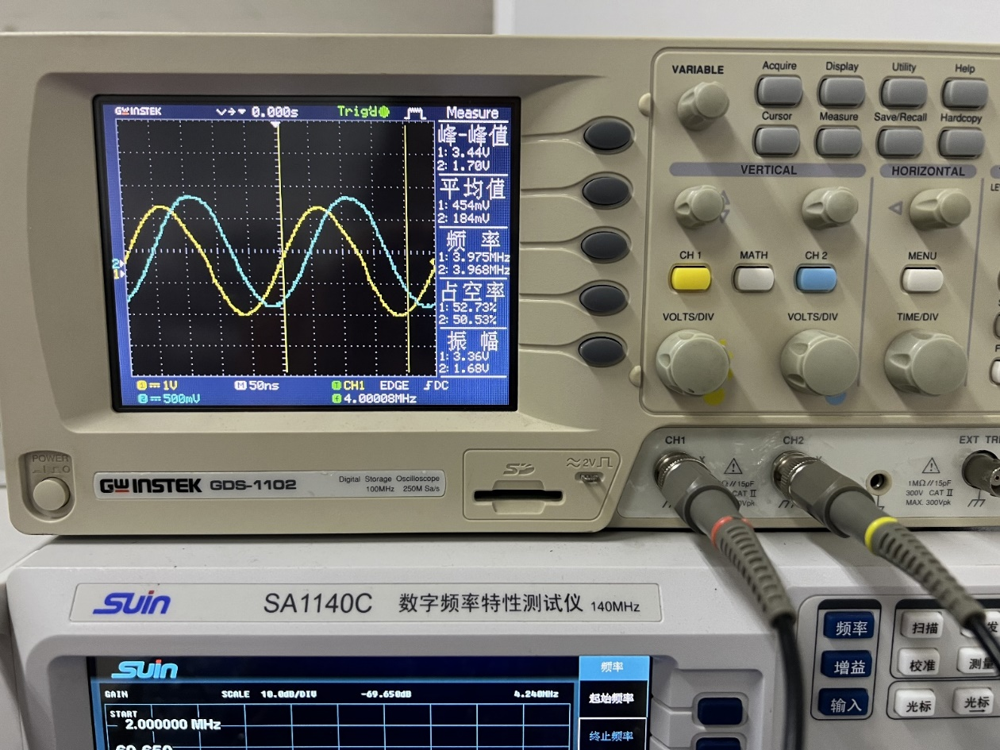 GWINSTEK
0.000s
Trig'd
Measure
峰-峰值
1: 3.44V
2: 1.70V
平均值
1: 454mV
2: 184mV
频 率
1: 3.975MHz
2: 3.968MHz
占空率
1: 52.73%
2: 50.53%
振 幅
1: 3.36V
2: 1.68V
2
1
1 1V
M 50ns
T CH1 EDGE DC
2 500mV
f 4.00008MHz
VARIABLE
Acquire
Display
Utility
Help
Cursor
Measure
Save/Recall
Hardcopy
VERTICAL
HORIZONTAL
CH 1
MATH
CH 2
MENU
VOLTS/DIV
VOLTS/DIV
TIME/DIV
POWER
GWINSTEK GDS-1102
Digital Storage Oscilloscope
100MHz 250M Sa/s
SD
2V
CH1
CH2
EXT
X
15pF
CAT II
1MΩ//15pF
300V CAT II
MAX. 300Vpk
SUIN
SA1140C
数字频率特性测试仪
140MHz
SUIN
GAIN
SCALE 10.0dB/DIV
-69.650dB
4.240MHz
START
2.000000 MHz
频率
起始频率
终止频率
频率
增益
输入
扫描
校准
测量
光标
光标